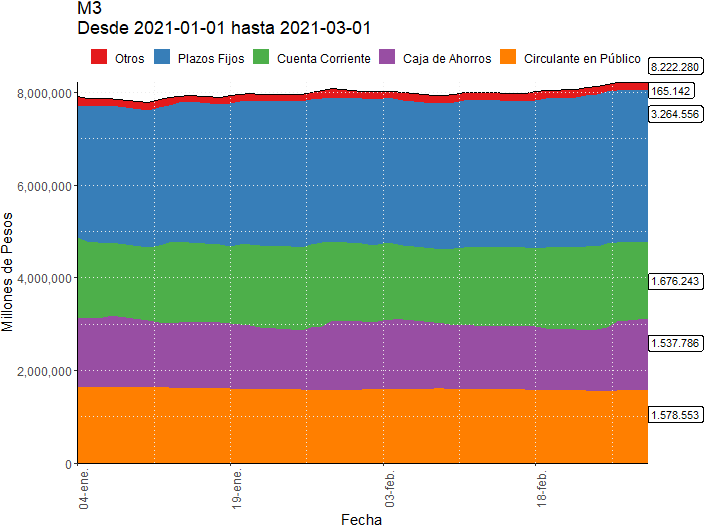 M3
Desde 2021-01-01 hasta 2021-03-01
Otros Plazos Fijos Cuenta Corriente Caja de Ahorros Circulante en Público
8.222.280
165.142
3.264.556
1.676.243
1.537.786
1.578.553
8,000,000
6,000,000
4,000,000
2,000,000
0
Millones de Pesos
04-ene.
19-ene.
03-feb.
18-feb.
Fecha